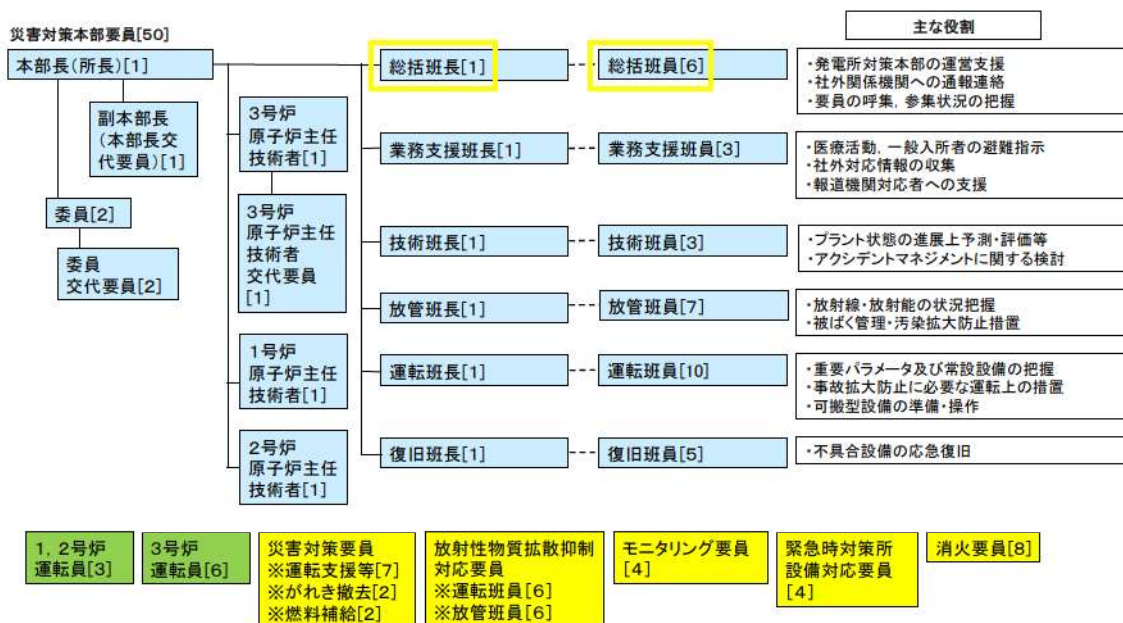 災害対策本部要員[50]
本部長(所長)[1]
副本部長
(本部長交
代要員)[1]
委員[2]
委員
交代要員[2]
3号炉
原子炉主任
技術者[1]
3号炉
原子炉主任
技術者
交代要員
[1]
1号炉
原子炉主任
技術者[1]
2号炉
原子炉主任
技術者[1]
主な役割
総括班長[1]
総括班員[6]
・発電所対策本部の運営支援
・社外関係機関への通報連絡
・要員の呼集,参集状況の把握
業務支援班長[1]
業務支援班員[3]
・医療活動,一般入所者の避難指示
・社外対応情報の収集
・報道機関対応者への支援
技術班長[1]
技術班員[3]
・プラント状態の進展上予測・評価等
・アクシデントマネジメントに関する検討
放管班長[1]
放管班員[7]
・放射線・放射能の状況把握
・被ばく管理・汚染拡大防止措置
運転班長[1]
運転班員[10]
・重要パラメータ及び常設設備の把握
・事故拡大防止に必要な運転上の措置
・可搬型設備の準備・操作
復旧班長[1]
復旧班員[5]
・不具合設備の応急復旧
1,2号炉
運転員[3]
3号炉
運転員[6]
災害対策要員
※運転支援等[7]
※がれき撤去[2]
※燃料補給[2]
放射性物質拡散抑制
対応要員
※運転班員[6]
※放管班員[6]
モニタリング要員
[4]
緊急時対策所
設備対応要員
[4]
消火要員[8]